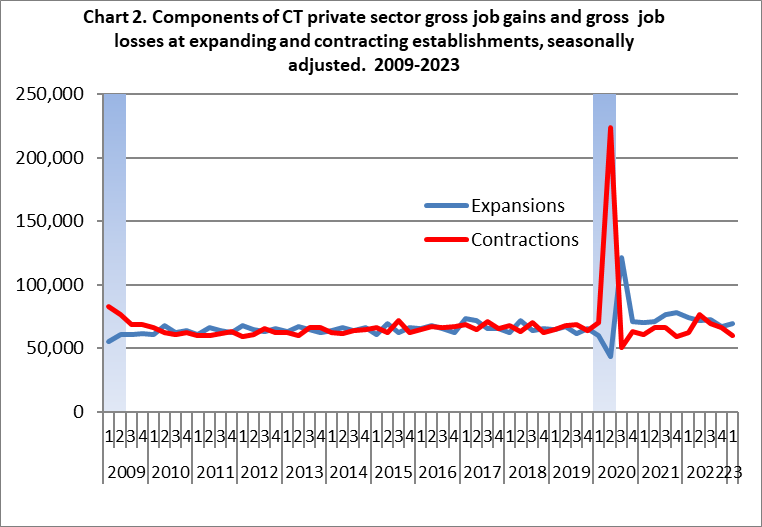 Chart 2. Components of CT private sector gross job gains and gross job
losses at expanding and contracting establishments, seasonally
adjusted. 2009-2023
250,000
200,000
150,000
100,000
50,000
0
Expansions
Contractions
1 2 3 4 1 2 3 4 1 2 3 4 1 2 3 4 1 2 3 4 1 2 3 4 1 2 3 4 1 2 3 4 1 2 3 4 1 2 3 4 1 2 3 4 1 2 3 4 1 2 3 4 1 2 3 4 1
2009 2010 2011 2012 2013 2014 2015 2016 2017 2018 2019 2020 2021 2022 23